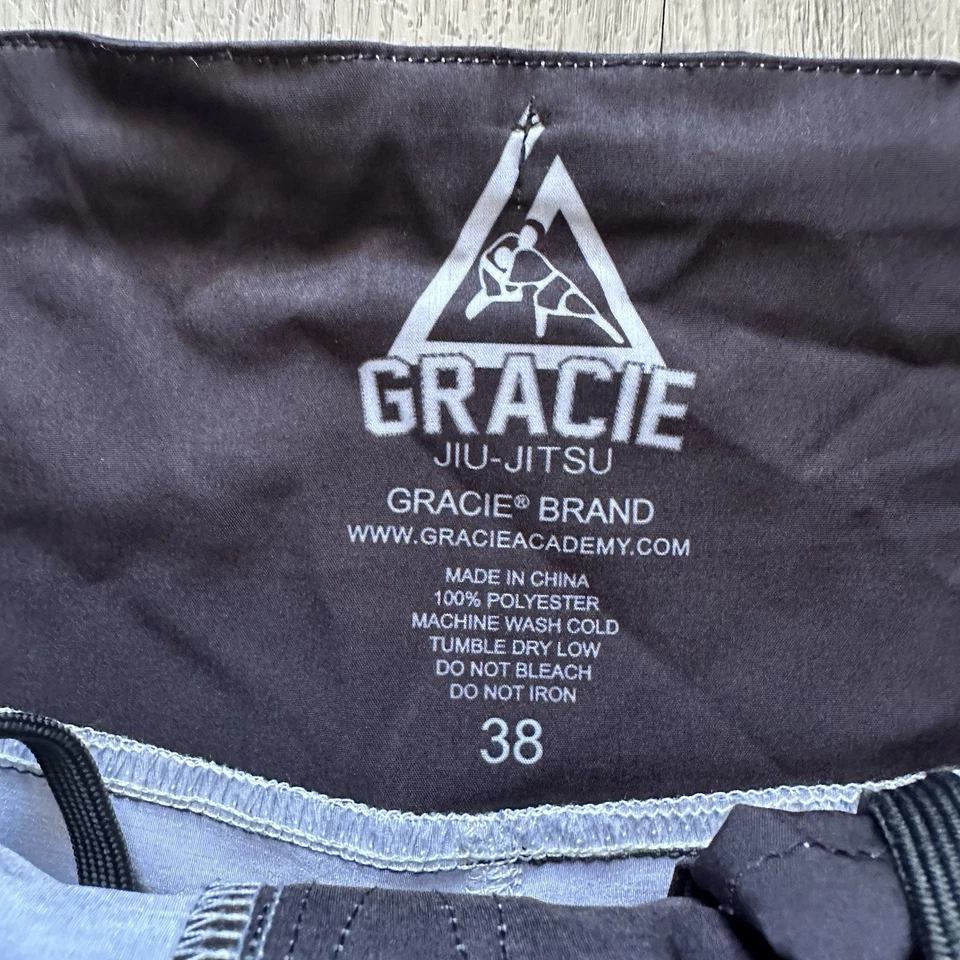 GRACIE
JIU-JITSU
GRACIE® BRAND
WWW.GRACIEACADEMY.COM
MADE IN CHINA
100% POLYESTER
MACHINE WASH COLD
TUMBLE DRY LOW
DO NOT BLEACH
DO NOT IRON
38